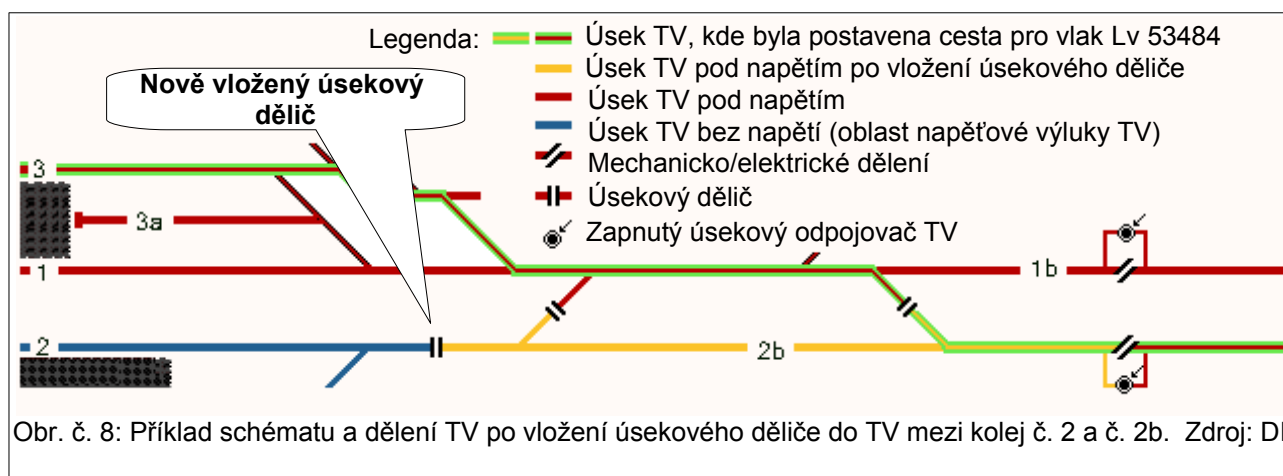 Legenda: Úsek TV, kde byla postavena cesta pro vlak Lv 53484
Úsek TV pod napětím po vložení úsekového děliče
Úsek TV pod napětím
Úsek TV bez napětí (oblast napěťové výluky TV)
Mechanicko/elektrické dělení
Úsekový dělič
Zapnutý úsekový odpojovač TV
Nově vložený úsekový
dělič
3
3a
1
1b
2
2b
Obr. č. 8: Příklad schématu a dělení TV po vložení úsekového děliče do TV mezi kolej č. 2 a č. 2b. Zdroj: